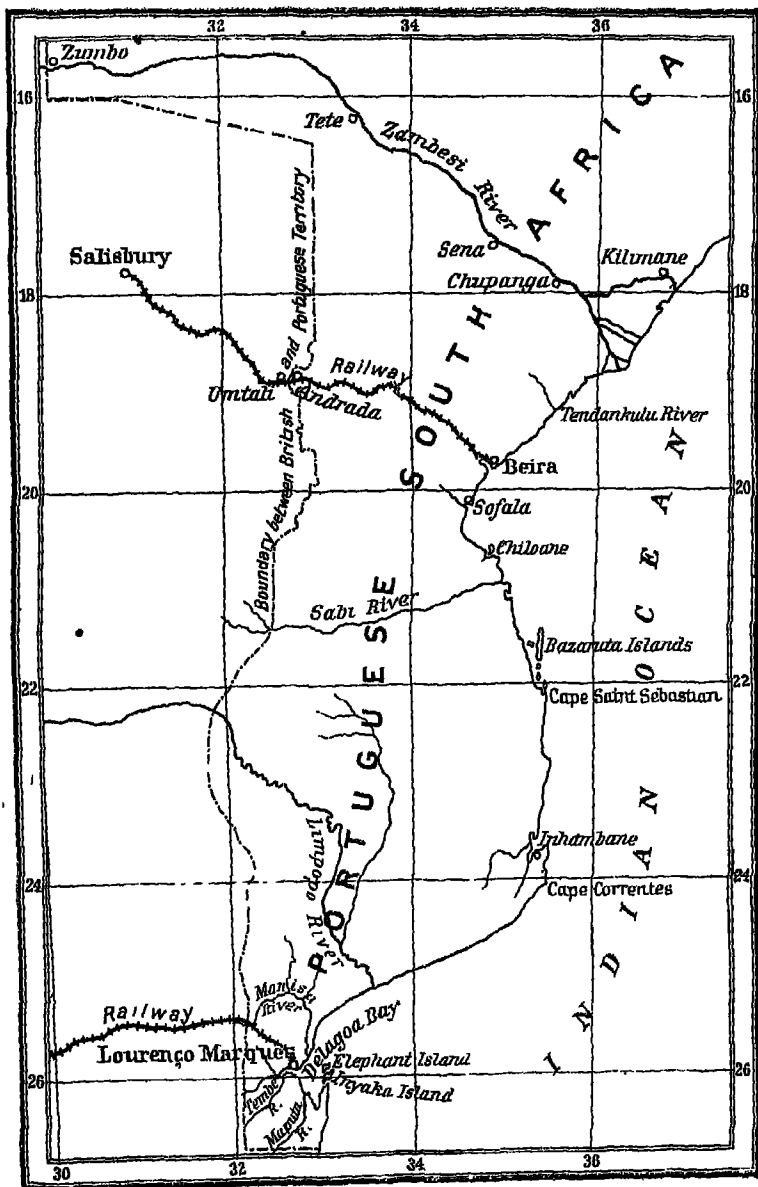 32 34 36
Zumbo
16 16
Tete
Zambesi River
Salisbury
Sena
Kilimane
Chupanga
18 18
Umtali
Andrada
Railway
Tendankulu River
Beira
20 20
Sofala
Chiloane
Boundary between British and Portuguese Territory
Sabi River
Bazaruta Islands
22 22
Cape Saint Sebastian
PORTUGUESE SOUTH AFRICA
INDIAN OCEAN
Limpopo River
Inhambane
24 24
Cape Correntes
Manisa
River
Railway
Lourenço Marques
Delagoa Bay
Elephant Island
26 26
Inyaka Island
Tembe
R.
Maputa
R.
30 32 34 36